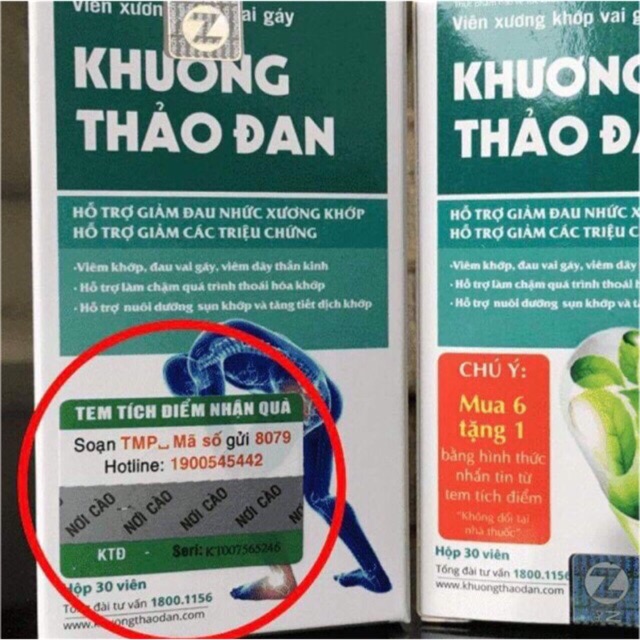 Viên xương vai gáy
KHƯƠNG
THẢO ĐAN
HỖ TRỢ GIẢM ĐAU NHỨC XƯƠNG KHỚP
HỖ TRỢ GIẢM CÁC TRIỆU CHỨNG
·Viêm khớp, đau vai gáy, viêm dây thần kinh
· Hỗ trợ làm chậm quá trình thoái hóa khớp
· Hỗ trợ nuôi dưỡng sụn khớp và tăng tiết dịch khớp
TEM TÍCH ĐIỂM NHẬN QUÀ
Soạn TMP⎵ Mã số gửi 8079
Hotline: 1900545442
NƠI CÀO NƠI CÀO NƠI CÀO NƠI CÀO
KTĐ - Seri: KT007565246
Hộp 30 viên
Tổng đài tư vấn 1800.1156
www.khuongthaodan.com
Viên xương khớp vai g
KHƯƠNG
THẢO Đ
HỖ TRỢ GIẢM ĐAU NHỨC
HỖ TRỢ GIẢM CÁC TRIỆU C
·Viêm khớp, đau vai gáy, viêm dây
· Hỗ trợ làm chậm quá trình thoái
· Hỗ trợ nuôi dưỡng sụn khớp và
CHÚ Ý:
Mua 6
tặng 1
bằng hình thức
nhắn tin từ
tem tích điểm
"Không đổi tại
nhà thuốc"
Hộp 30 viên
Tổng đài tư vấn 1800.1156
www.khuongthaodan.com